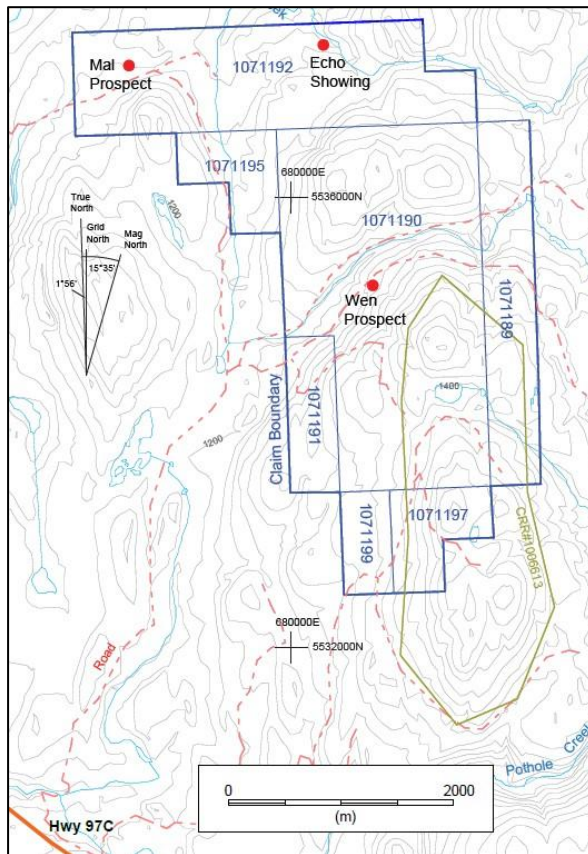 ek
Mal
Prospect
Echo
Showing
1071192
1071195
680000E
5536000N
1200
True
North
Grid
North
Mag
North
15°35'
1°56'
1071190
Wen
Prospect
1071189
1400
1071191
Claim Boundary
1200
1071199
1071197
CRR#1006613
680000E
5532000N
Road
Pothole
Creek
0
2000
(m)
Hwy 97C